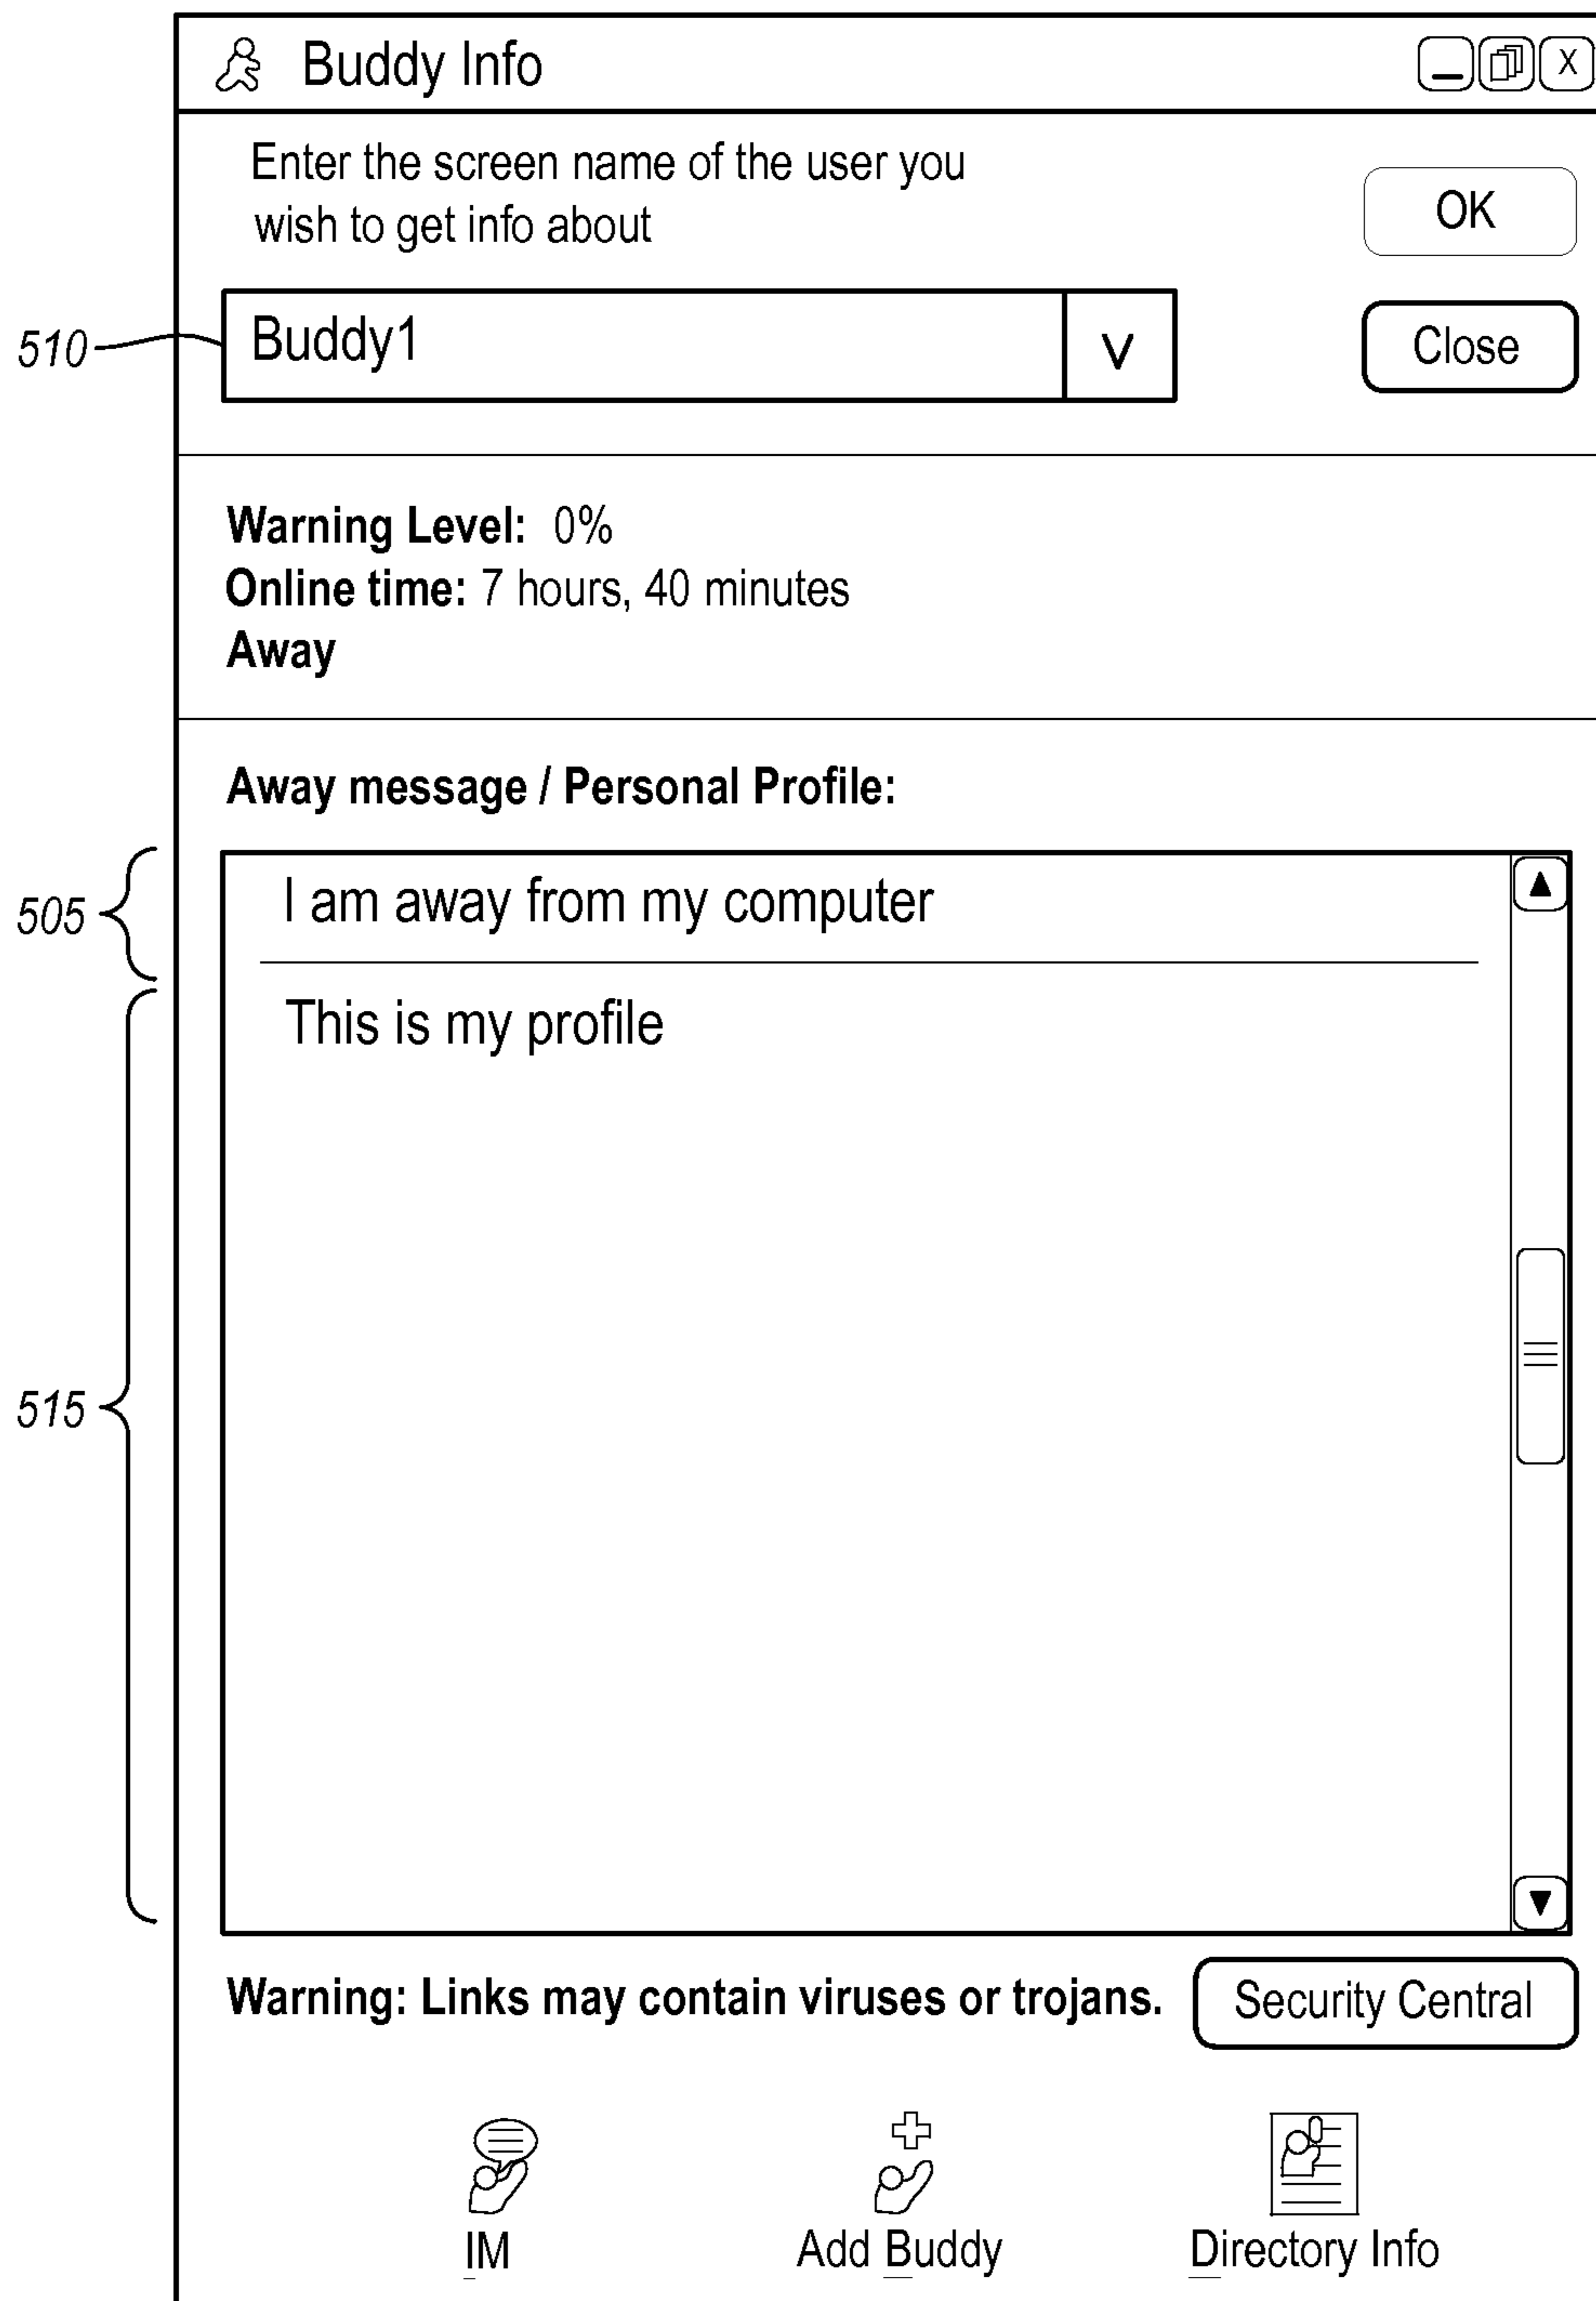 Buddy Info
X
Enter the screen name of the user you
wish to get info about
OK
510
Buddy1
V
Close
Warning Level: 0%
Online time: 7 hours, 40 minutes
Away
Away message / Personal Profile:
505
I am away from my computer
This is my profile
515
Warning: Links may contain viruses or trojans.
Security Central
IM
Add Buddy
Directory Info